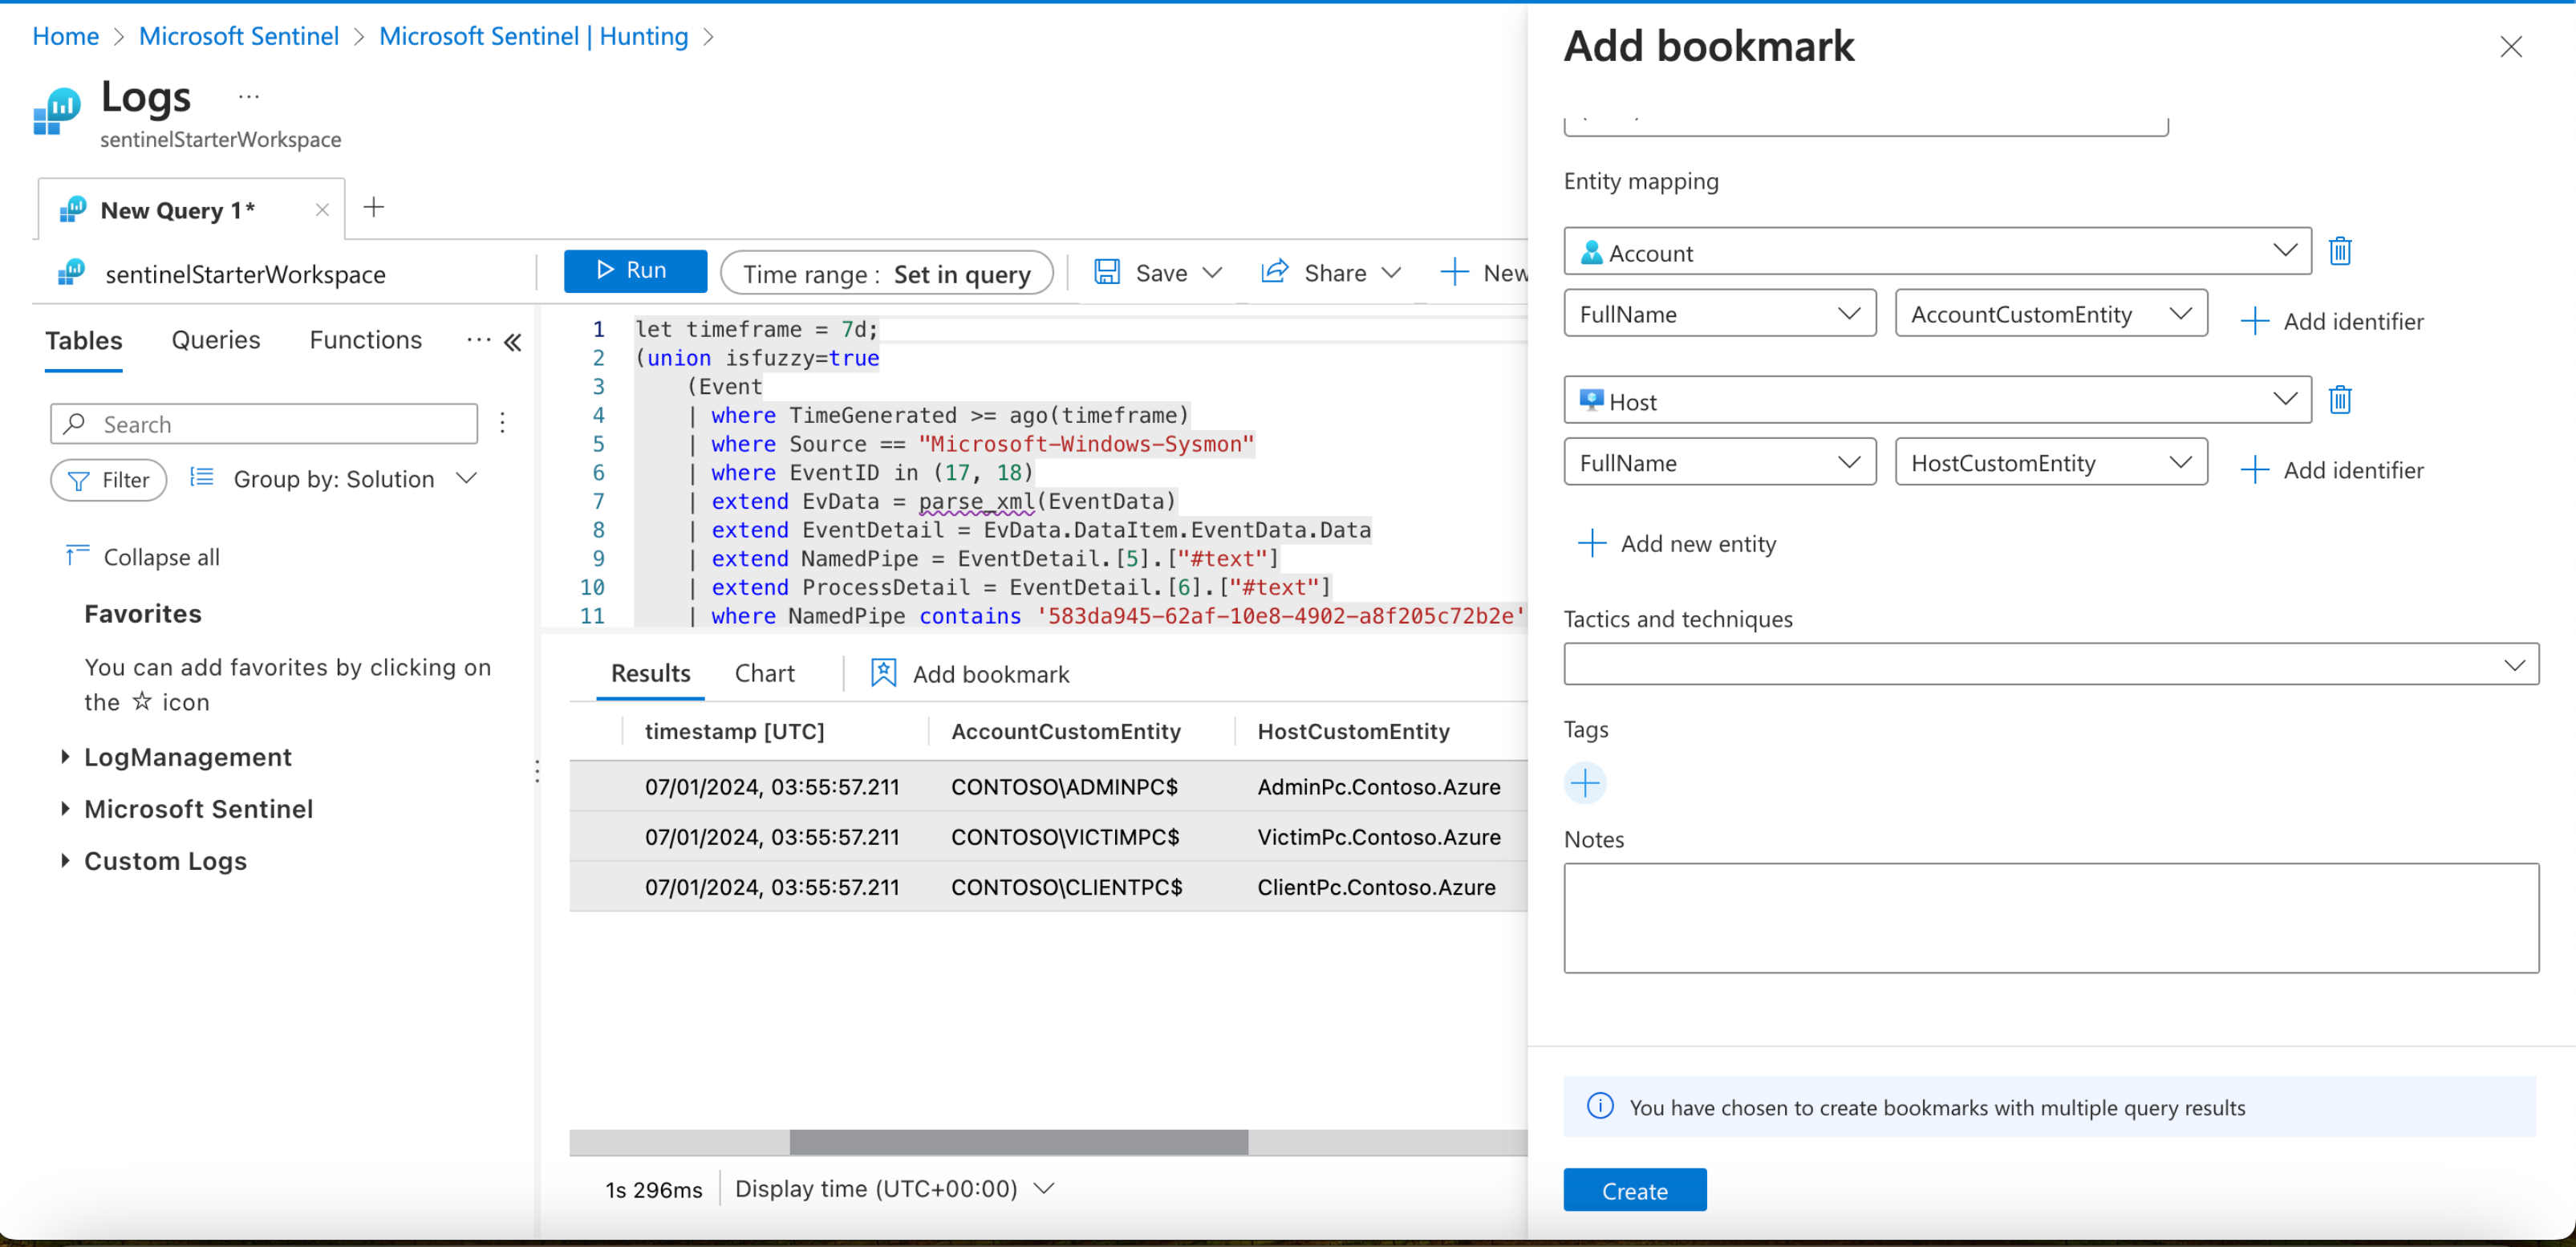 Home > Microsoft Sentinel > Microsoft Sentinel | Hunting >
Logs ...
sentinelStarterWorkspace
New Query 1*
sentinelStarterWorkspace
Run
Time range : Set in query
Save
Share
New
Tables
Queries
Functions
Search
Filter
Group by: Solution
Collapse all
Favorites
You can add favorites by clicking on
the ☆ icon
LogManagement
Microsoft Sentinel
Custom Logs
1 let timeframe = 7d;
2 (union isfuzzy=true
3 (Event
4 | where TimeGenerated >= ago(timeframe)
5 | where Source == "Microsoft-Windows-Sysmon"
6 | where EventID in (17, 18)
7 | extend EvData = parse_xml(EventData)
8 | extend EventDetail = EvData.DataItem.EventData.Data
9 | extend NamedPipe = EventDetail.[5].["#text"]
10 | extend ProcessDetail = EventDetail.[6].["#text"]
11 | where NamedPipe contains '583da945-62af-10e8-4902-a8f205c72b2e'
Results
Chart
Add bookmark
timestamp [UTC] AccountCustomEntity HostCustomEntity
07/01/2024, 03:55:57.211 CONTOSO\ADMINPC$ AdminPc.Contoso.Azure
07/01/2024, 03:55:57.211 CONTOSO\VICTIMPC$ VictimPc.Contoso.Azure
07/01/2024, 03:55:57.211 CONTOSO\CLIENTPC$ ClientPc.Contoso.Azure
1s 296ms
Display time (UTC+00:00)
Add bookmark
Entity mapping
Account
FullName
AccountCustomEntity
Add identifier
Host
FullName
HostCustomEntity
Add identifier
Add new entity
Tactics and techniques
Tags
Notes
You have chosen to create bookmarks with multiple query results
Create